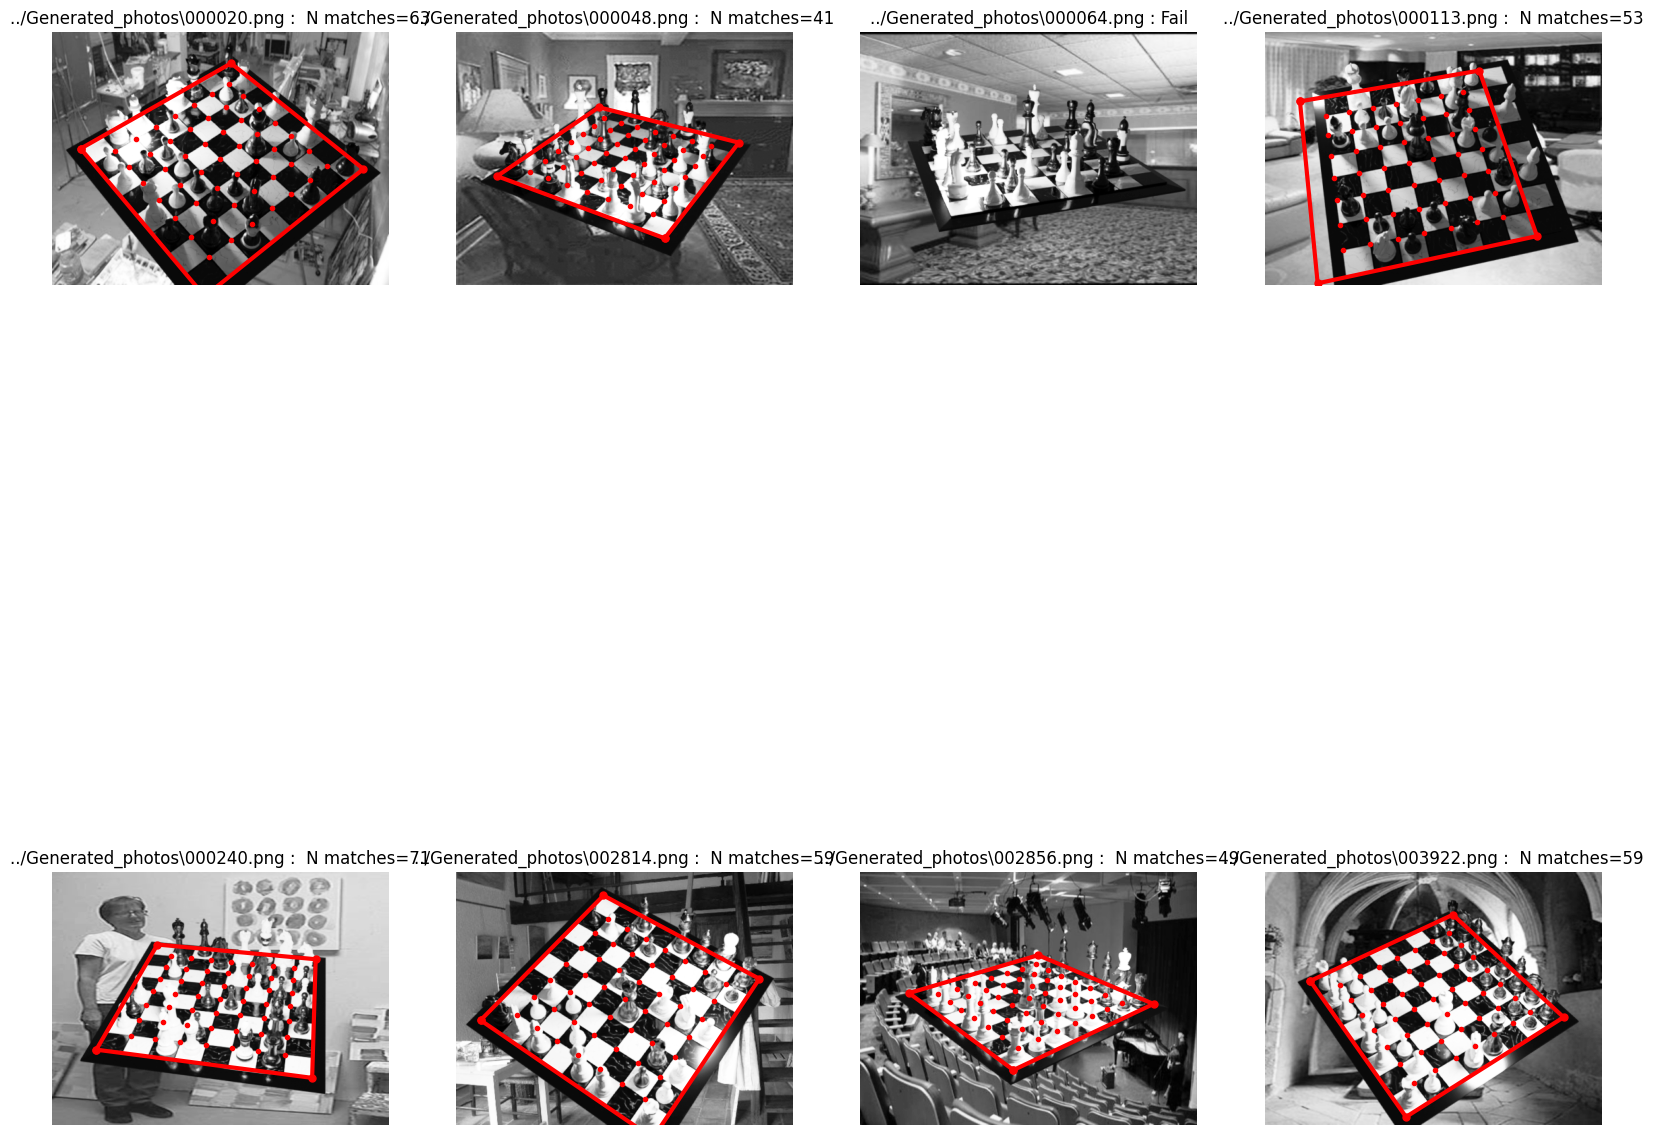 ../Generated_photos\000020.png :  N matches=63
../Generated_photos\000048.png :  N matches=41
../Generated_photos\000064.png : Fail
../Generated_photos\000113.png :  N matches=53
../Generated_photos\000240.png :  N matches=71
../Generated_photos\002814.png :  N matches=59
../Generated_photos\002856.png :  N matches=49
../Generated_photos\003922.png :  N matches=59